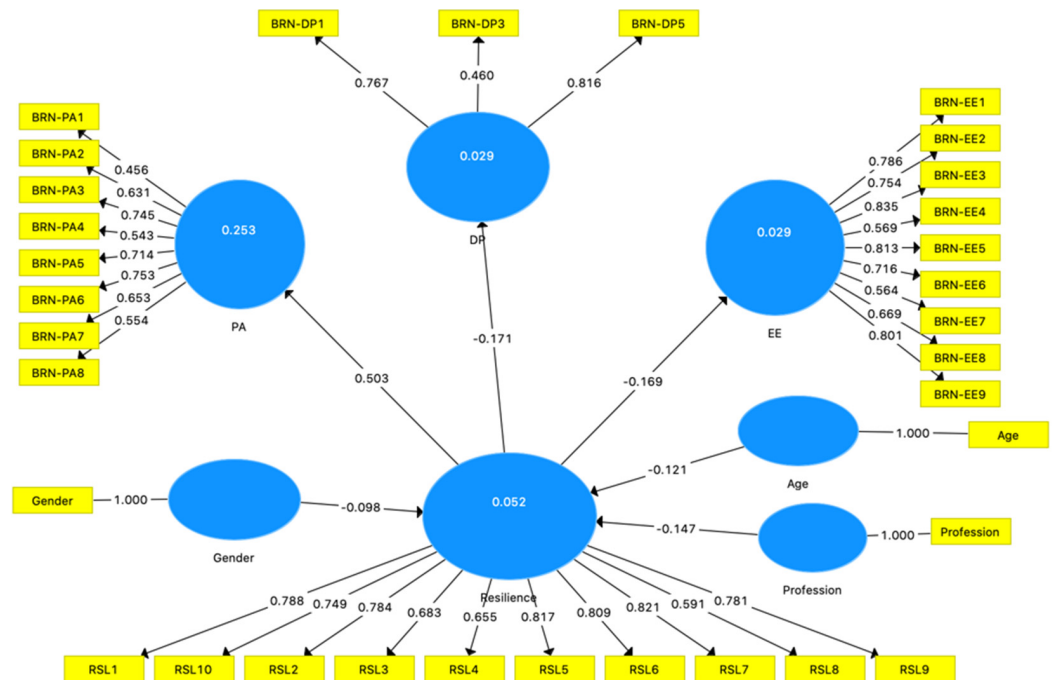 BRN-DP1
BRN-DP3
BRN-DP5
0.767
0.460
0.816
0.029
DP
BRN-PA1
BRN-PA2
BRN-PA3
BRN-PA4
BRN-PA5
BRN-PA6
BRN-PA7
BRN-PA8
0.456
0.631
0.745
0.543
0.714
0.753
0.653
0.554
0.253
PA
BRN-EE1
BRN-EE2
BRN-EE3
BRN-EE4
BRN-EE5
BRN-EE6
BRN-EE7
BRN-EE8
BRN-EE9
0.786
0.754
0.835
0.569
0.813
0.716
0.564
0.669
0.801
0.029
EE
0.503
-0.171
-0.169
Gender
1.000
Gender
-0.098
0.052
Resilience
-0.121
Age
1.000
Age
-0.147
Profession
1.000
Profession
0.788
0.749
0.784
0.683
0.655
0.817
0.809
0.821
0.591
0.781
RSL1
RSL10
RSL2
RSL3
RSL4
RSL5
RSL6
RSL7
RSL8
RSL9